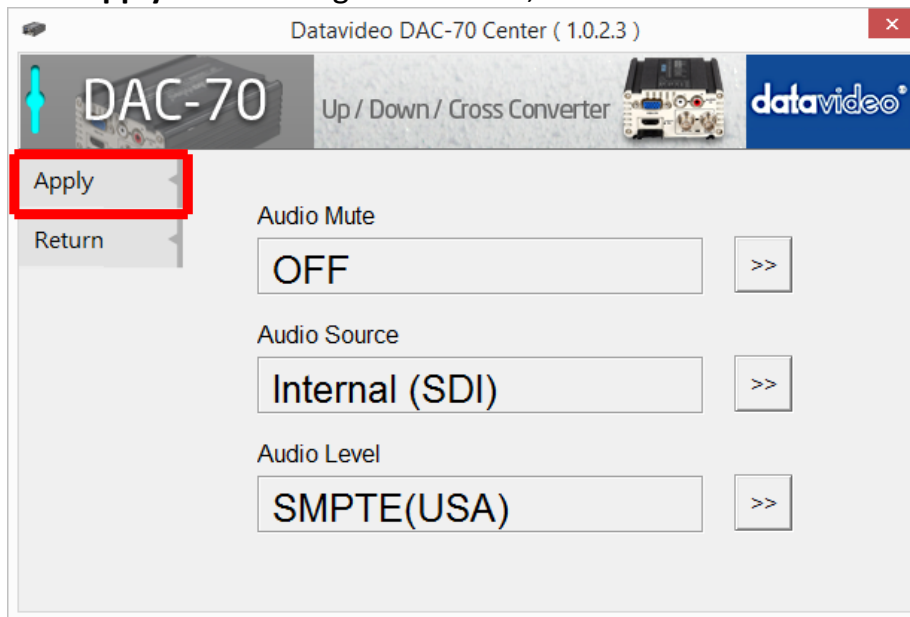 Datavideo DAC-70 Center ( 1.0.2.3 )
DAC-70
Up / Down / Cross Converter
datavideo®
Apply
Return
Audio Mute
OFF
>>
Audio Source
Internal (SDI)
>>
Audio Level
SMPTE(USA)
>>